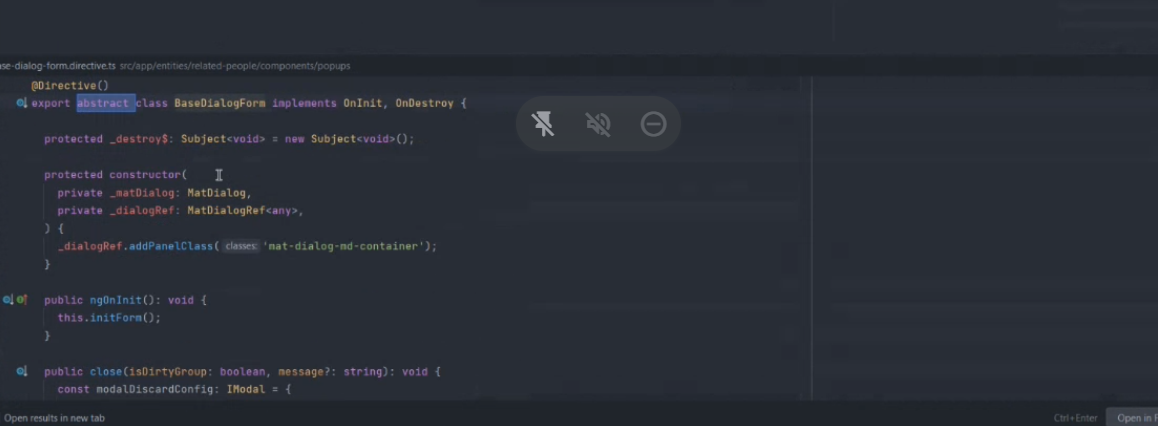 se-dialog-form.directive.ts src/app/entities/related-people/components/popups
@Directive()
export abstract class BaseDialogForm implements OnInit, OnDestroy {
protected _destroy$: Subject<void> = new Subject<void>();
protected constructor(
private _matDialog: MatDialog,
private _dialogRef: MatDialogRef<any>,
) {
_dialogRef.addPanelClass( classes: 'mat-dialog-md-container');
}
public ngOnInit(): void {
this.initForm();
}
public close(isDirtyGroup: boolean, message?: string): void {
const modalDiscardConfig: IModal = {
Open results in new tab
Ctrl+Enter
Open in F